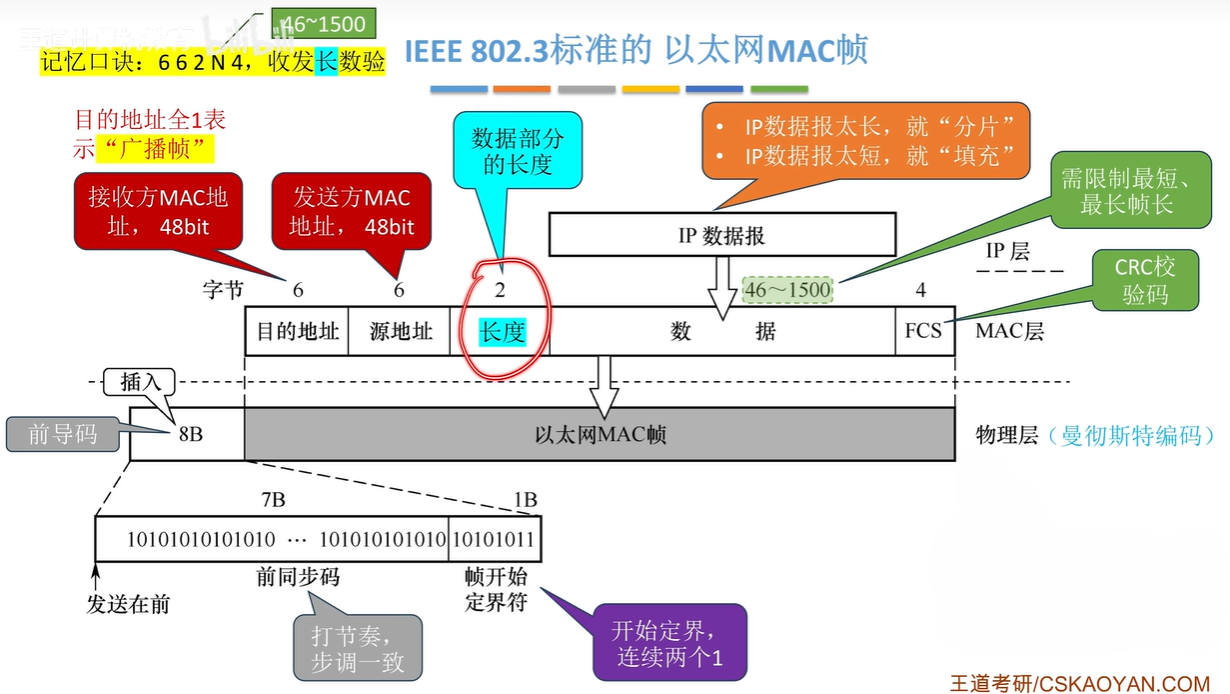 46~1500
记忆口诀：6 6 2 N 4，收发长数验
IEEE 802.3标准的 以太网MAC帧
目的地址全1表
示“广播帧”
接收方MAC地
址， 48bit
发送方MAC
地址， 48bit
数据部分
的长度
• IP数据报太长，就“分片”
• IP数据报太短，就“填充”
需限制最短、
最长帧长
IP 数据报
IP 层
CRC校
验码
字节 6 6 2 46～1500 4
目的地址 源地址 长度 数 据 FCS MAC层
插入
前导码 8B 以太网MAC帧 物理层（曼彻斯特编码）
7B 1B
10101010101010 ··· 101010101010 10101011
前同步码
帧开始
定界符
发送在前
打节奏，
步调一致
开始定界，
连续两个1
王道考研/CSKAOYAN.COM
bilibili